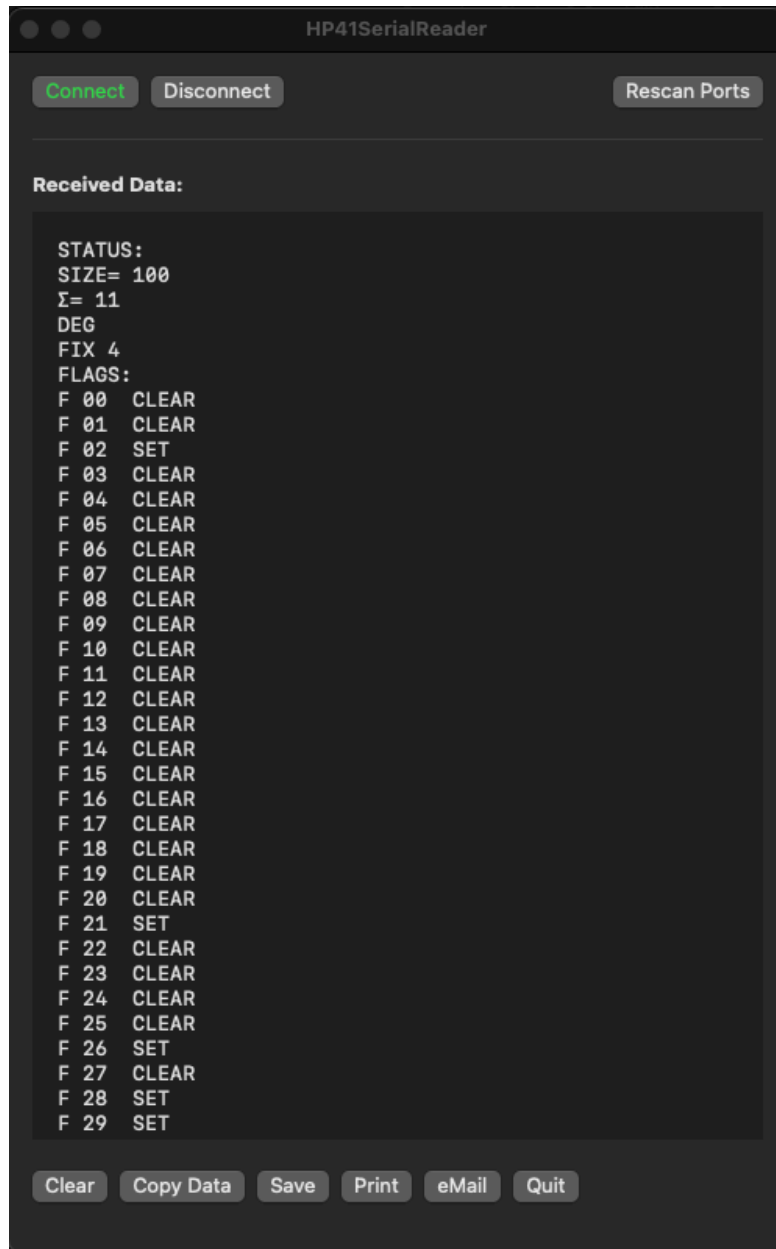 HP41SerialReader
Connect Disconnect Rescan Ports
Received Data:
STATUS:
SIZE= 100
Σ= 11
DEG
FIX 4
FLAGS:
F 00  CLEAR
F 01  CLEAR
F 02  SET
F 03  CLEAR
F 04  CLEAR
F 05  CLEAR
F 06  CLEAR
F 07  CLEAR
F 08  CLEAR
F 09  CLEAR
F 10  CLEAR
F 11  CLEAR
F 12  CLEAR
F 13  CLEAR
F 14  CLEAR
F 15  CLEAR
F 16  CLEAR
F 17  CLEAR
F 18  CLEAR
F 19  CLEAR
F 20  CLEAR
F 21  SET
F 22  CLEAR
F 23  CLEAR
F 24  CLEAR
F 25  CLEAR
F 26  SET
F 27  CLEAR
F 28  SET
F 29  SET
Clear Copy Data Save Print eMail Quit